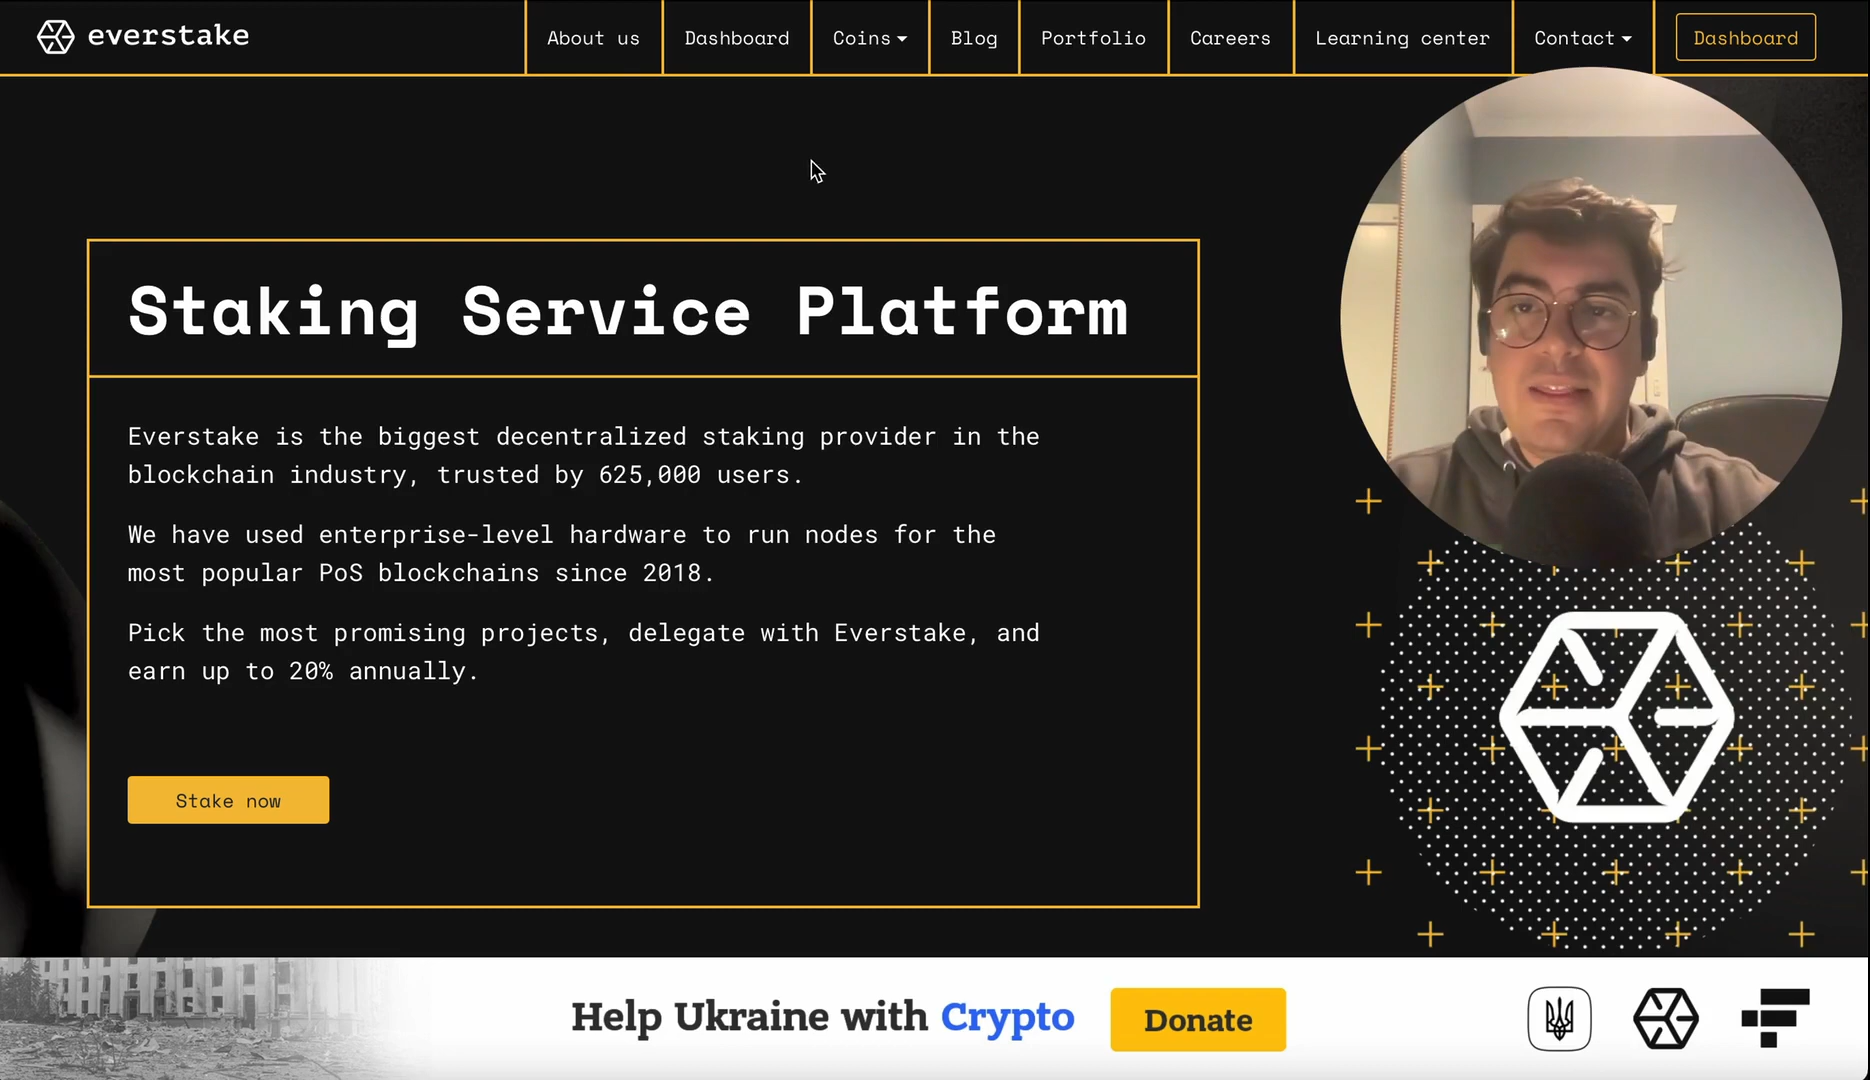 everstake
About us
Dashboard
Coins
Blog
Portfolio
Careers
Learning center
Contact
Dashboard
Staking Service Platform
Everstake is the biggest decentralized staking provider in the
blockchain industry, trusted by 625,000 users.
We have used enterprise-level hardware to run nodes for the
most popular PoS blockchains since 2018.
Pick the most promising projects, delegate with Everstake, and
earn up to 20% annually.
Stake now
Help Ukraine with Crypto
Donate